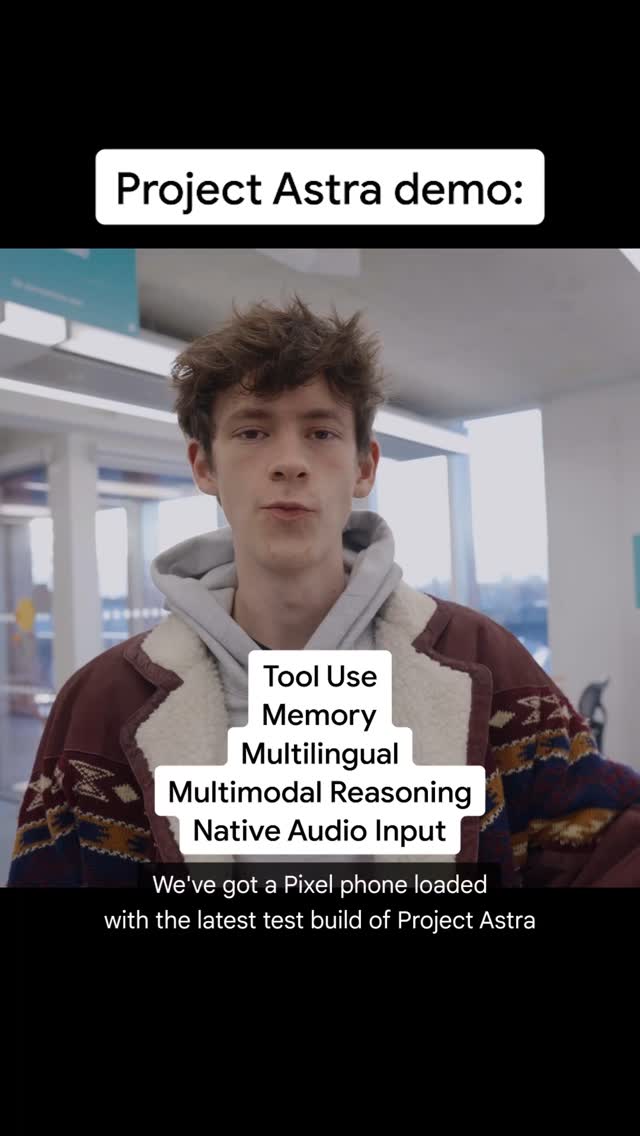 Project Astra demo:
Tool Use
Memory
Multilingual
Multimodal Reasoning
Native Audio Input
We've got a Pixel phone loaded
with the latest test build of Project Astra